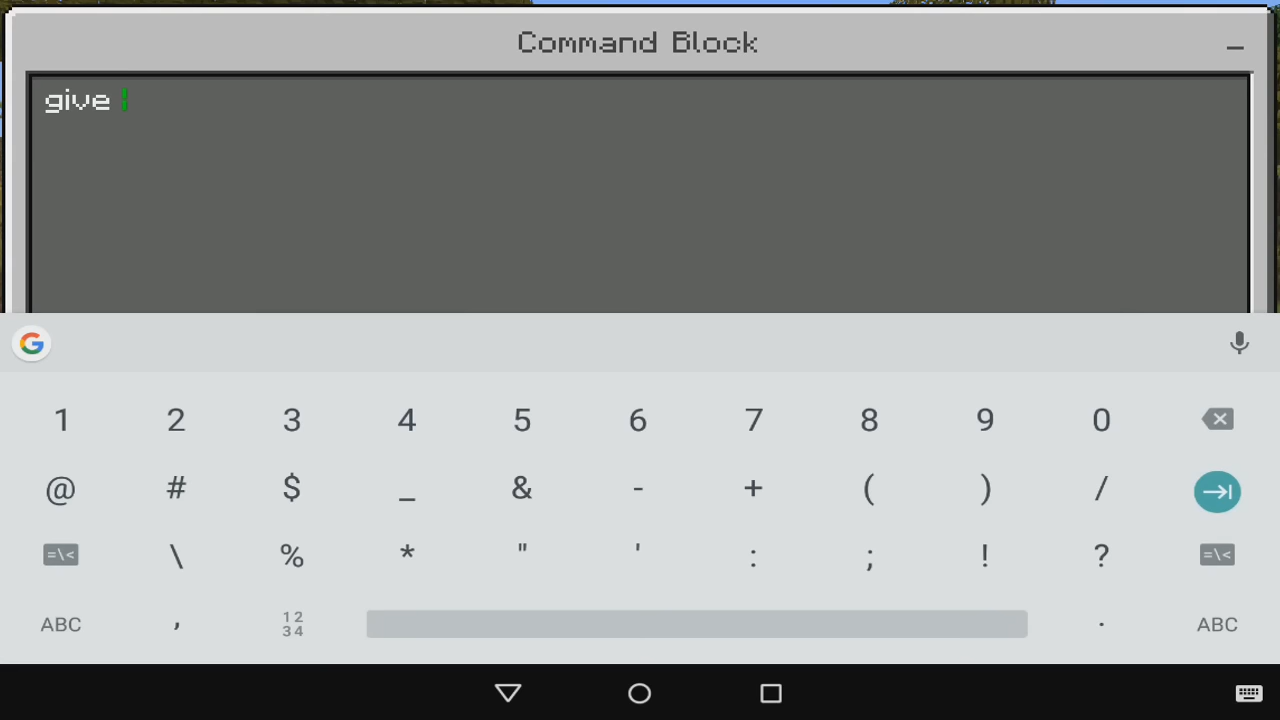 Command Block
give
1 2 3 4 5 6 7 8 9 0
@ # $ _ & - + ( ) /
=\< \ % * " ' : ; ! ? =\<
ABC , 12 34 . ABC